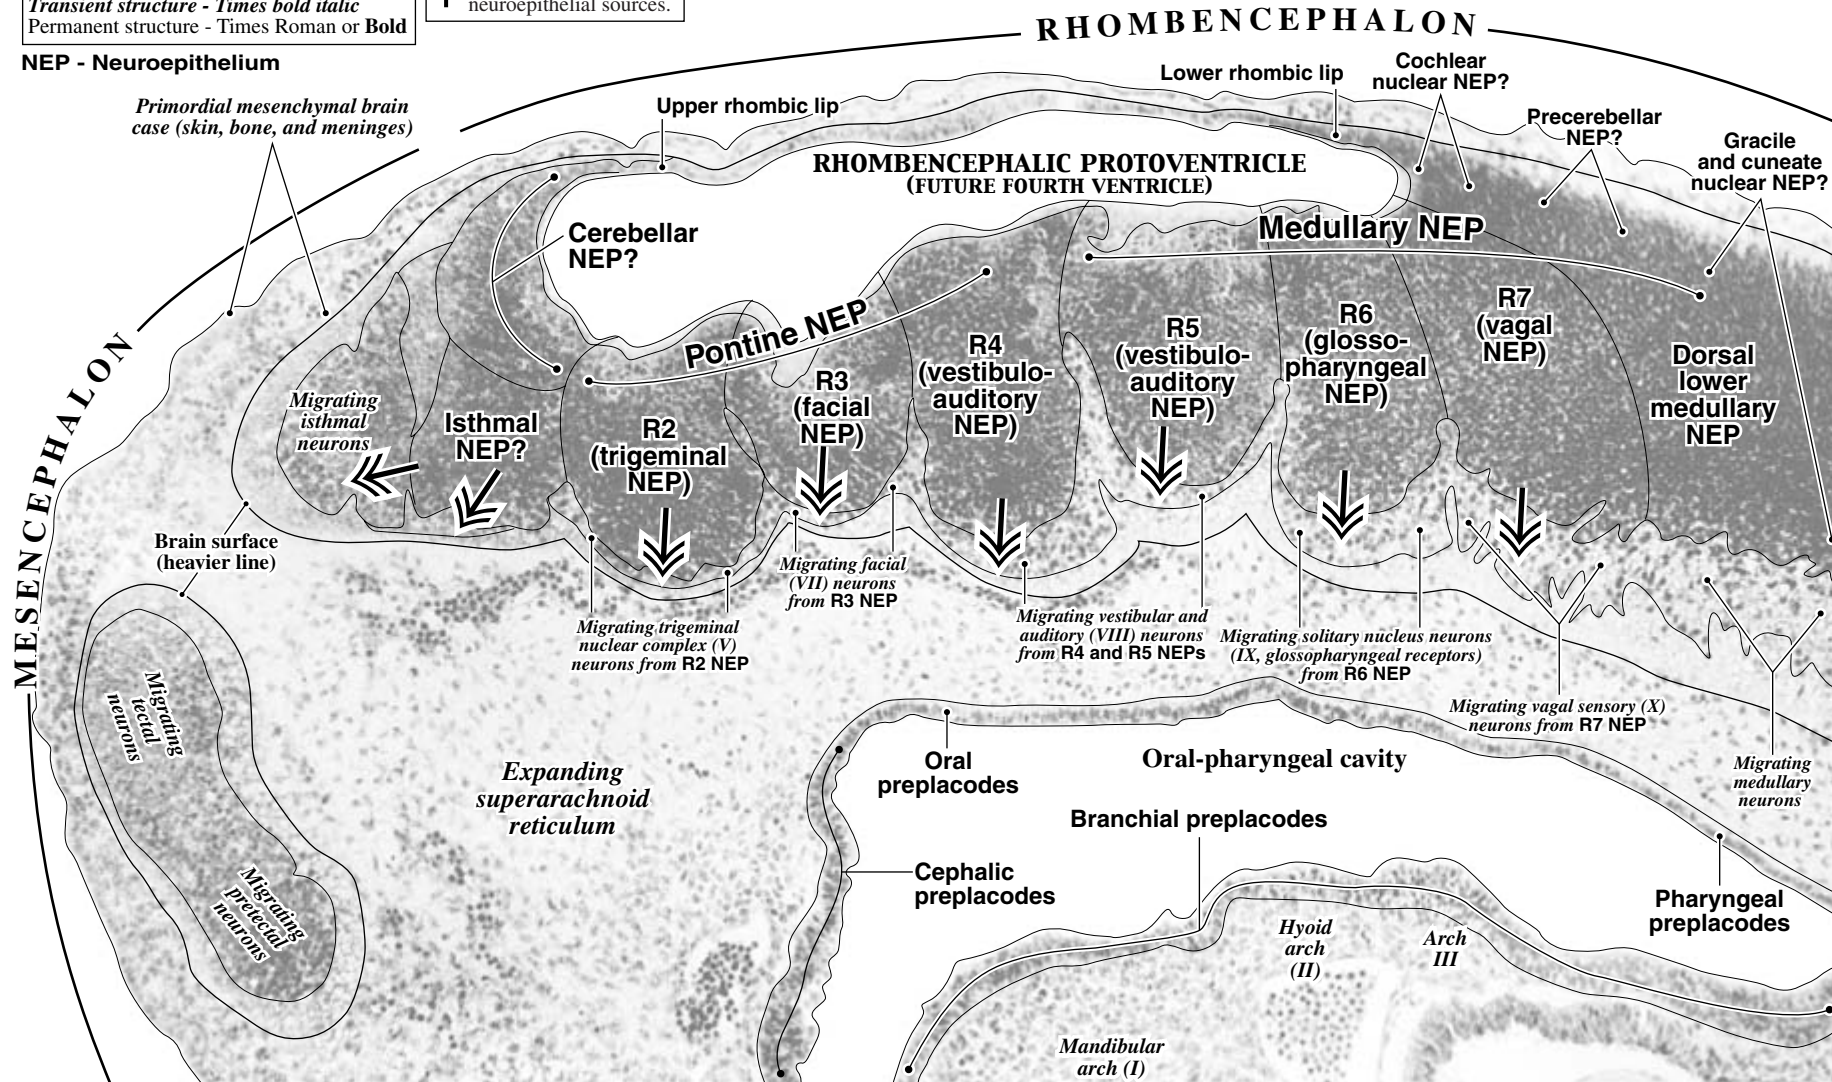 Transient structure - Times bold italic
Permanent structure - Times Roman or Bold
neuroepithelial sources.
NEP - Neuroepithelium
RHOMBENCEPHALON
MESENCEPHALON
Primordial mesenchymal brain
case (skin, bone, and meninges)
Upper rhombic lip
Lower rhombic lip
Cochlear
nuclear NEP?
Precerebellar
NEP?
Gracile
and cuneate
nuclear NEP?
RHOMBENCEPHALIC PROTOVENTRICLE
(FUTURE FOURTH VENTRICLE)
Cerebellar
NEP?
Pontine NEP
Medullary NEP
Migrating
isthmal
neurons
Isthmal
NEP?
R2
(trigeminal
NEP)
R3
(facial
NEP)
R4
(vestibulo-
auditory
NEP)
R5
(vestibulo-
auditory
NEP)
R6
(glosso-
pharyngeal
NEP)
R7
(vagal
NEP)
Dorsal
lower
medullary
NEP
Brain surface
(heavier line)
Migrating trigeminal
nuclear complex (V)
neurons from R2 NEP
Migrating facial
(VII) neurons
from R3 NEP
Migrating vestibular and
auditory (VIII) neurons
from R4 and R5 NEPs
Migrating solitary nucleus neurons
(IX, glossopharyngeal receptors)
from R6 NEP
Migrating vagal sensory (X)
neurons from R7 NEP
Migrating
medullary
neurons
Migrating
tectal
neurons
Migrating
pretectal
neurons
Expanding
superarachnoid
reticulum
Oral
preplacodes
Oral-pharyngeal cavity
Branchial preplacodes
Cephalic
preplacodes
Pharyngeal
preplacodes
Hyoid
arch
(II)
Arch
III
Mandibular
arch (I)